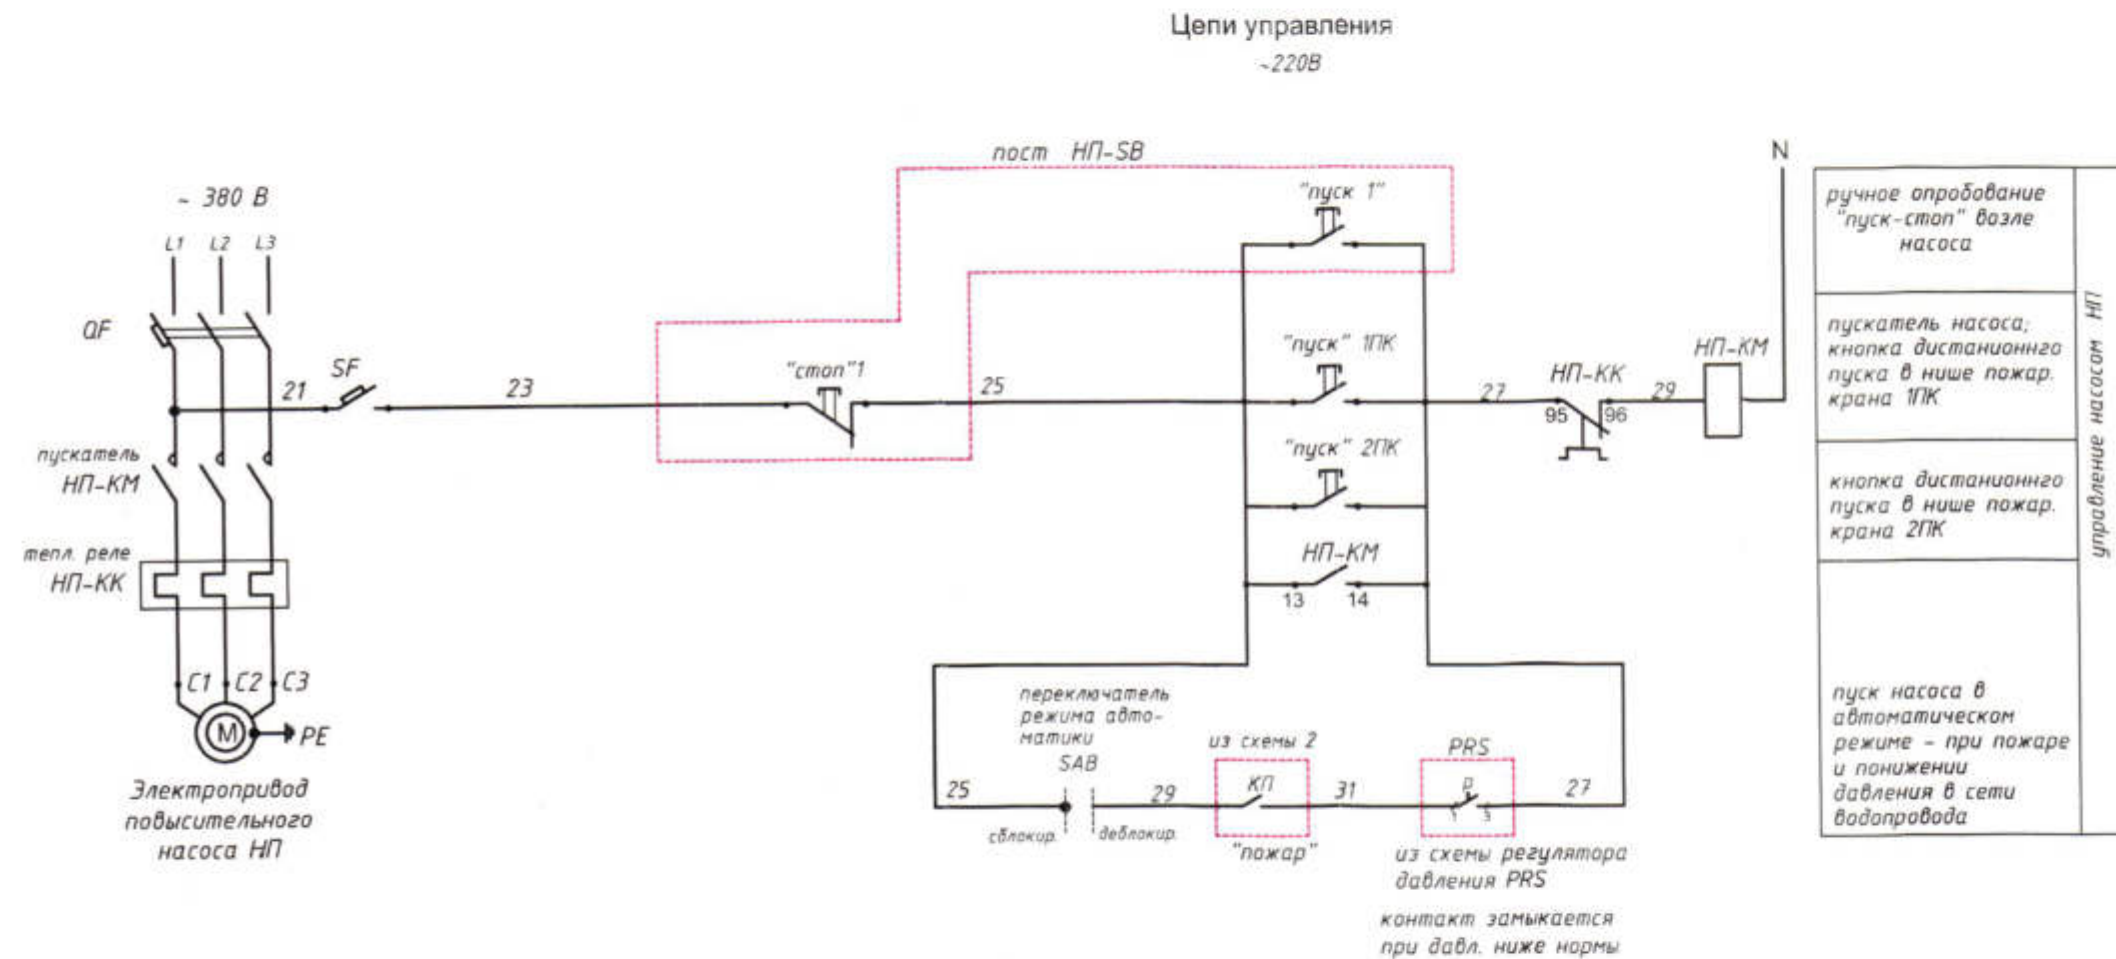 Цепи управления
~220В
пост НП-SB
N
~ 380 В
L1 L2 L3
QF
21
SF
23
"стоп"1
25
"пуск 1"
"пуск" 1ПК
"пуск" 2ПК
НП-КМ
13 14
27
НП-КК
95 96
29
НП-КМ
пускатель
НП-КМ
тепл. реле
НП-КК
C1 C2 C3
M
PE
Электропривод
повысительного
насоса НП
переключатель
режима авто-
матики
SAB
25
сблокир.
деблокир.
29
из схемы 2
КП
"пожар"
31
PRS
P
1 3
27
из схемы регулятора
давления PRS
контакт замыкается
при давл. ниже нормы
ручное опробование
"пуск-стоп" возле
насоса
пускатель насоса;
кнопка дистанионнго
пуска в нише пожар.
крана 1ПК
кнопка дистанионнго
пуска в нише пожар.
крана 2ПК
пуск насоса в
автоматическом
режиме - при пожаре
и понижении
давления в сети
водопровода
управление насосом НП